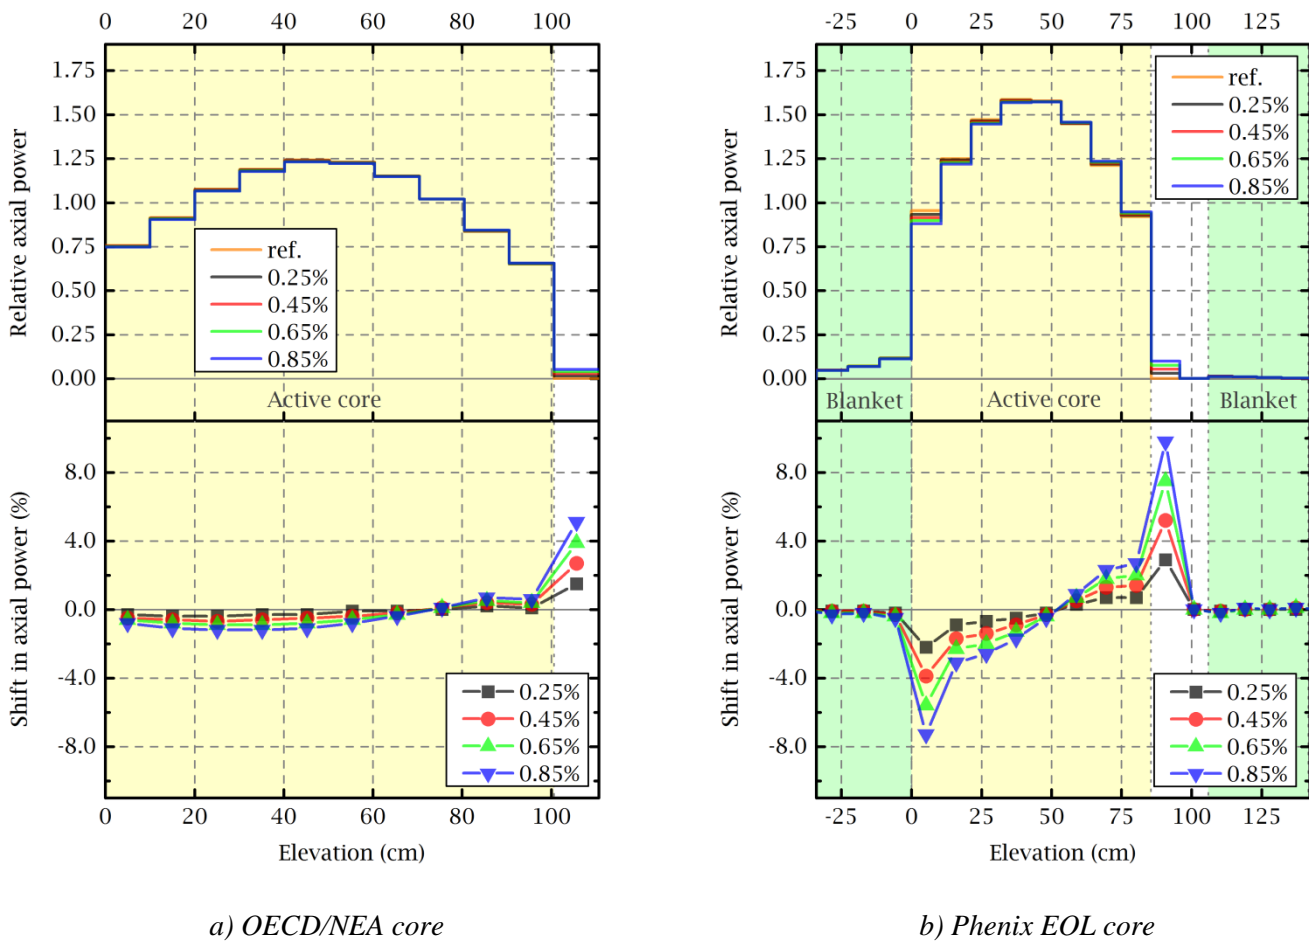 0 20 40 60 80 100
1.75
1.50
1.25
1.00
0.75
0.50
0.25
0.00
Relative axial power
ref.
0.25%
0.45%
0.65%
0.85%
Active core
8.0
4.0
0.0
-4.0
-8.0
Shift in axial power (%)
0.25%
0.45%
0.65%
0.85%
0 20 40 60 80 100
Elevation (cm)
a) OECD/NEA core
-25 0 25 50 75 100 125
1.75
1.50
1.25
1.00
0.75
0.50
0.25
0.00
Relative axial power
ref.
0.25%
0.45%
0.65%
0.85%
Blanket Active core Blanket
8.0
4.0
0.0
-4.0
-8.0
Shift in axial power (%)
0.25%
0.45%
0.65%
0.85%
-25 0 25 50 75 100 125
Elevation (cm)
b) Phenix EOL core